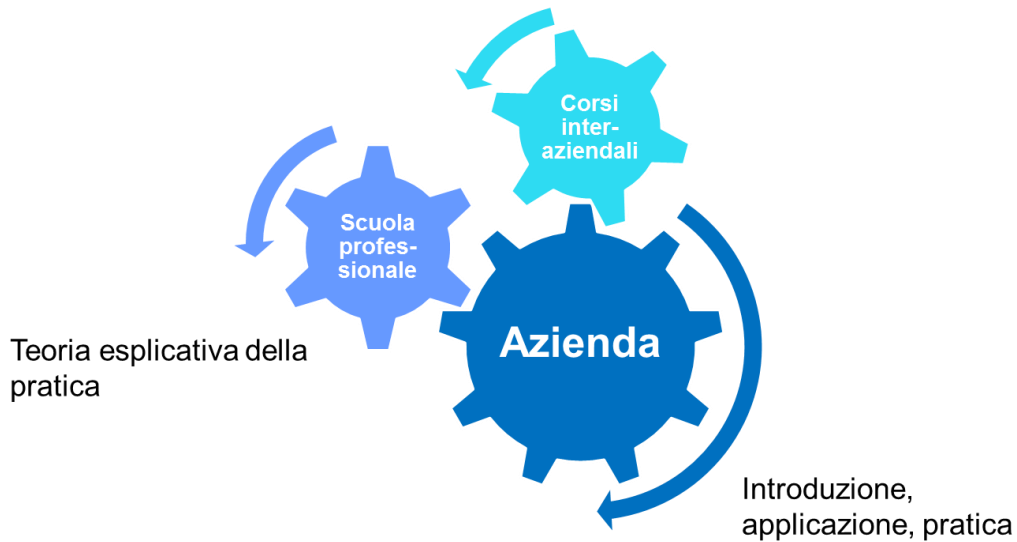 Corsi
inter-
aziendali
Scuola
profes-
sionale
Azienda
Teoria esplicativa della
pratica
Introduzione,
applicazione, pratica